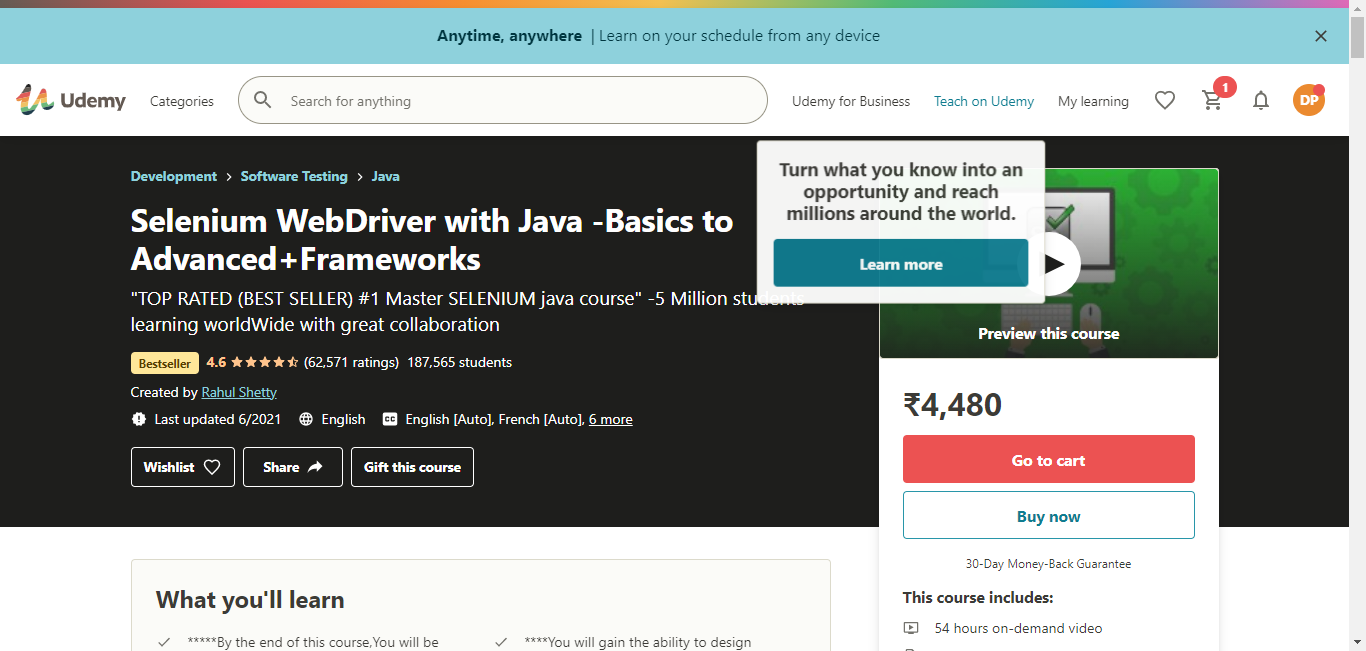 Anytime, anywhere | Learn on your schedule from any device
Udemy
Categories
Search for anything
Udemy for Business
Teach on Udemy
My learning
1
DP
Turn what you know into an
opportunity and reach
millions around the world.
Learn more
Development > Software Testing > Java
Selenium WebDriver with Java -Basics to
Advanced+Frameworks
"TOP RATED (BEST SELLER) #1 Master SELENIUM java course" -5 Million students
learning worldWide with great collaboration
Bestseller 4.6 (62,571 ratings) 187,565 students
Created by Rahul Shetty
Last updated 6/2021 English CC English [Auto], French [Auto], 6 more
Wishlist
Share
Gift this course
Preview this course
₹4,480
Go to cart
Buy now
30-Day Money-Back Guarantee
This course includes:
54 hours on-demand video
What you'll learn
*****By the end of this course,You will be
****You will gain the ability to design